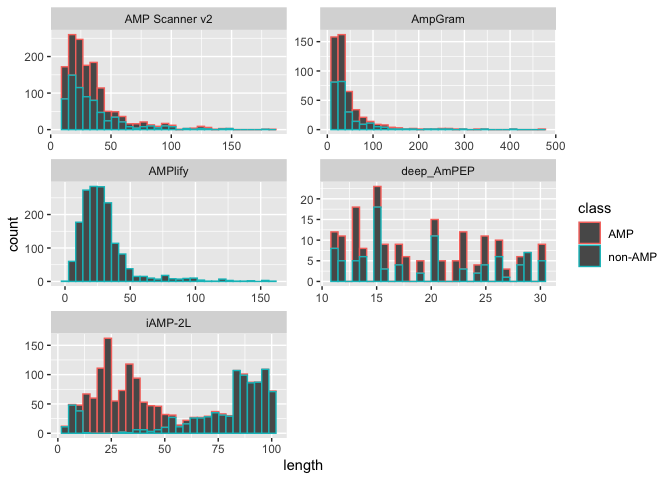 AMP Scanner v2
AmpGram
200
100
0
0 50 100 150
150
100
50
0
0 100 200 300 400 500
AMPlify
deep_AmPEP
200
100
0
0 50 100 150
20
15
10
5
0
10 15 20 25 30
iAMP-2L
150
100
50
0
0 25 50 75 100
count
length
class
AMP
non-AMP